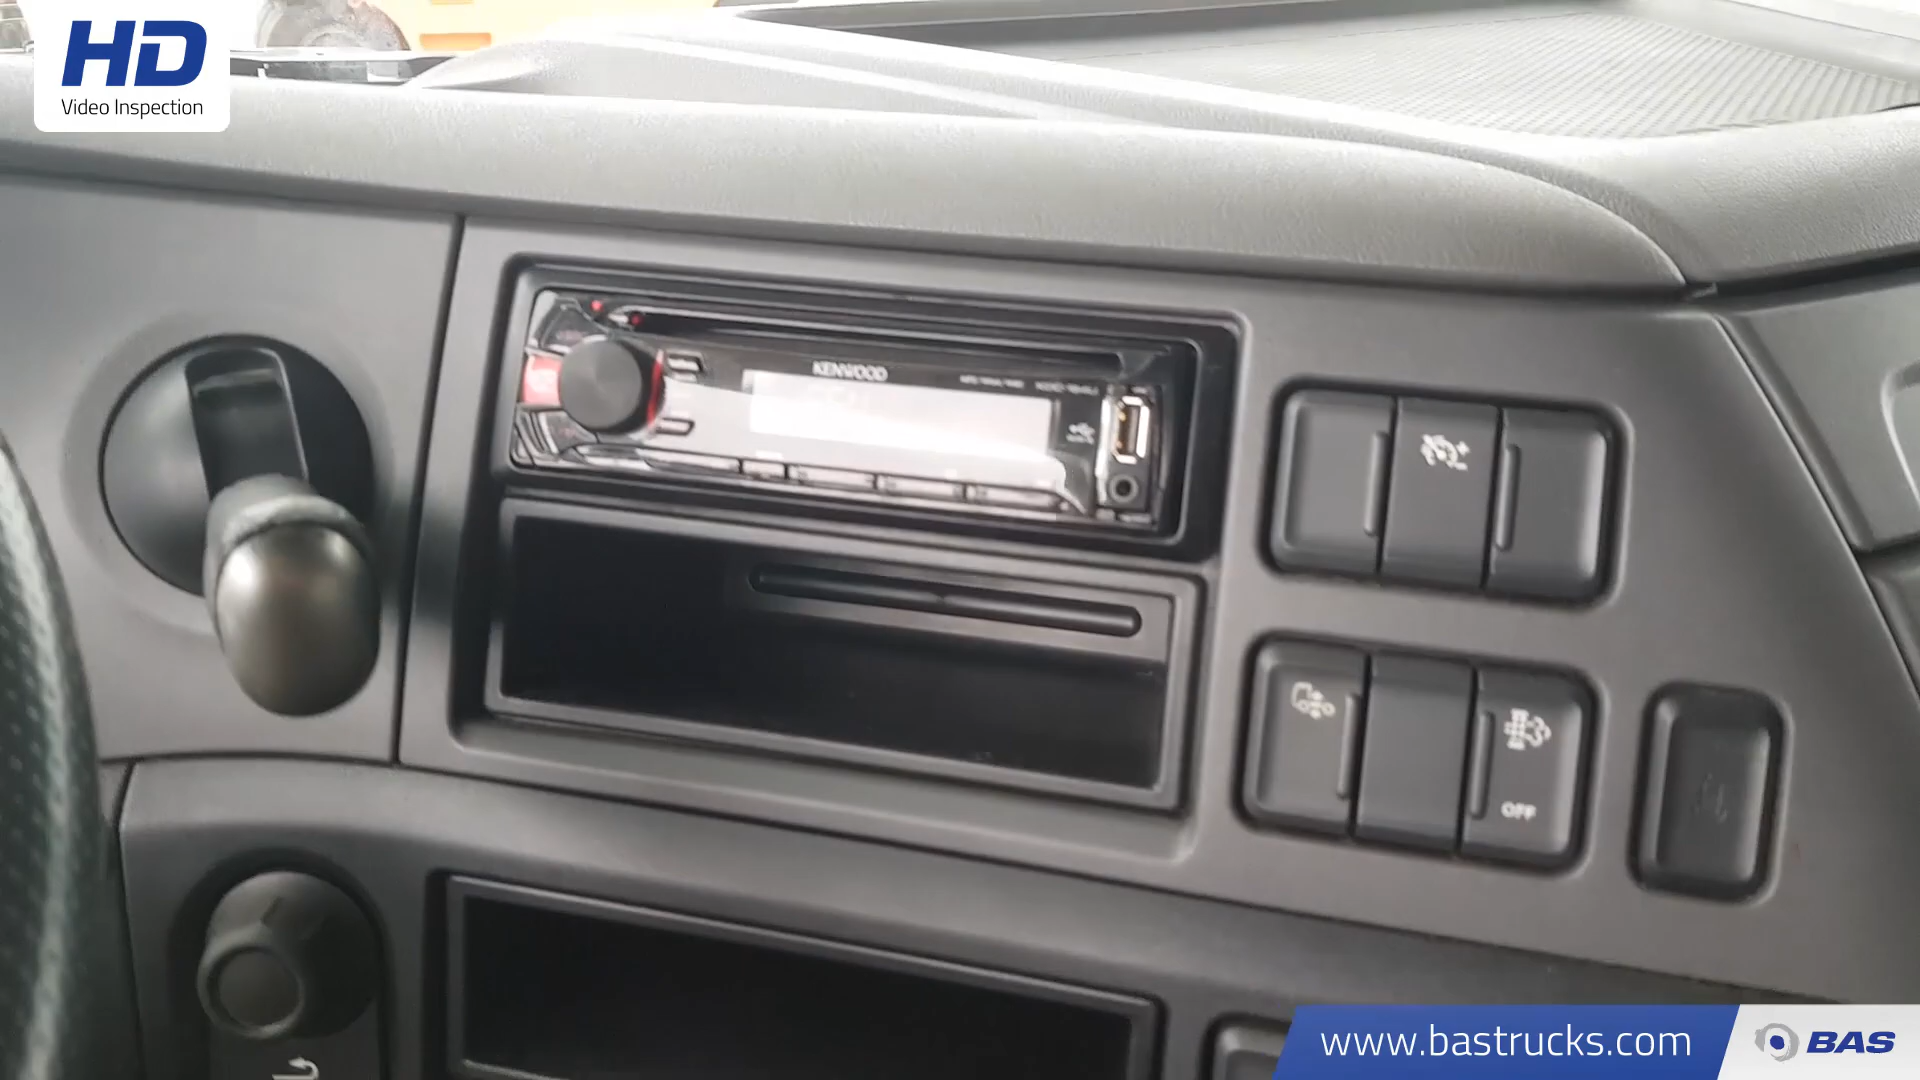 HD
Video Inspection
KENWOOD
OFF
www.bastrucks.com
BAS